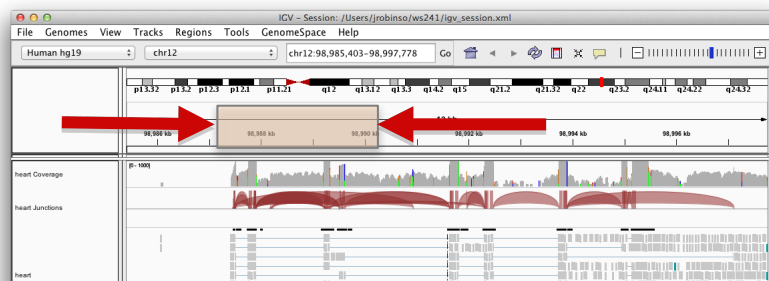 IGV - Session: /Users/jrobinso/ws241/igv_session.xml
File Genomes View Tracks Regions Tools GenomeSpace Help
Human hg19 chr12 chr12:98,985,403-98,997,778 Go
p13.32 p13.2 p12.3 p12.1 p11.21 q12 q13.12 q13.3 q14.2 q15 q21.2 q21.32 q22 q23.2 q24.11 q24.22 q24.32
98,986 kb 98,988 kb 98,990 kb 98,992 kb 98,994 kb 98,996 kb
[0 - 1000]
heart Coverage
heart Junctions
heart